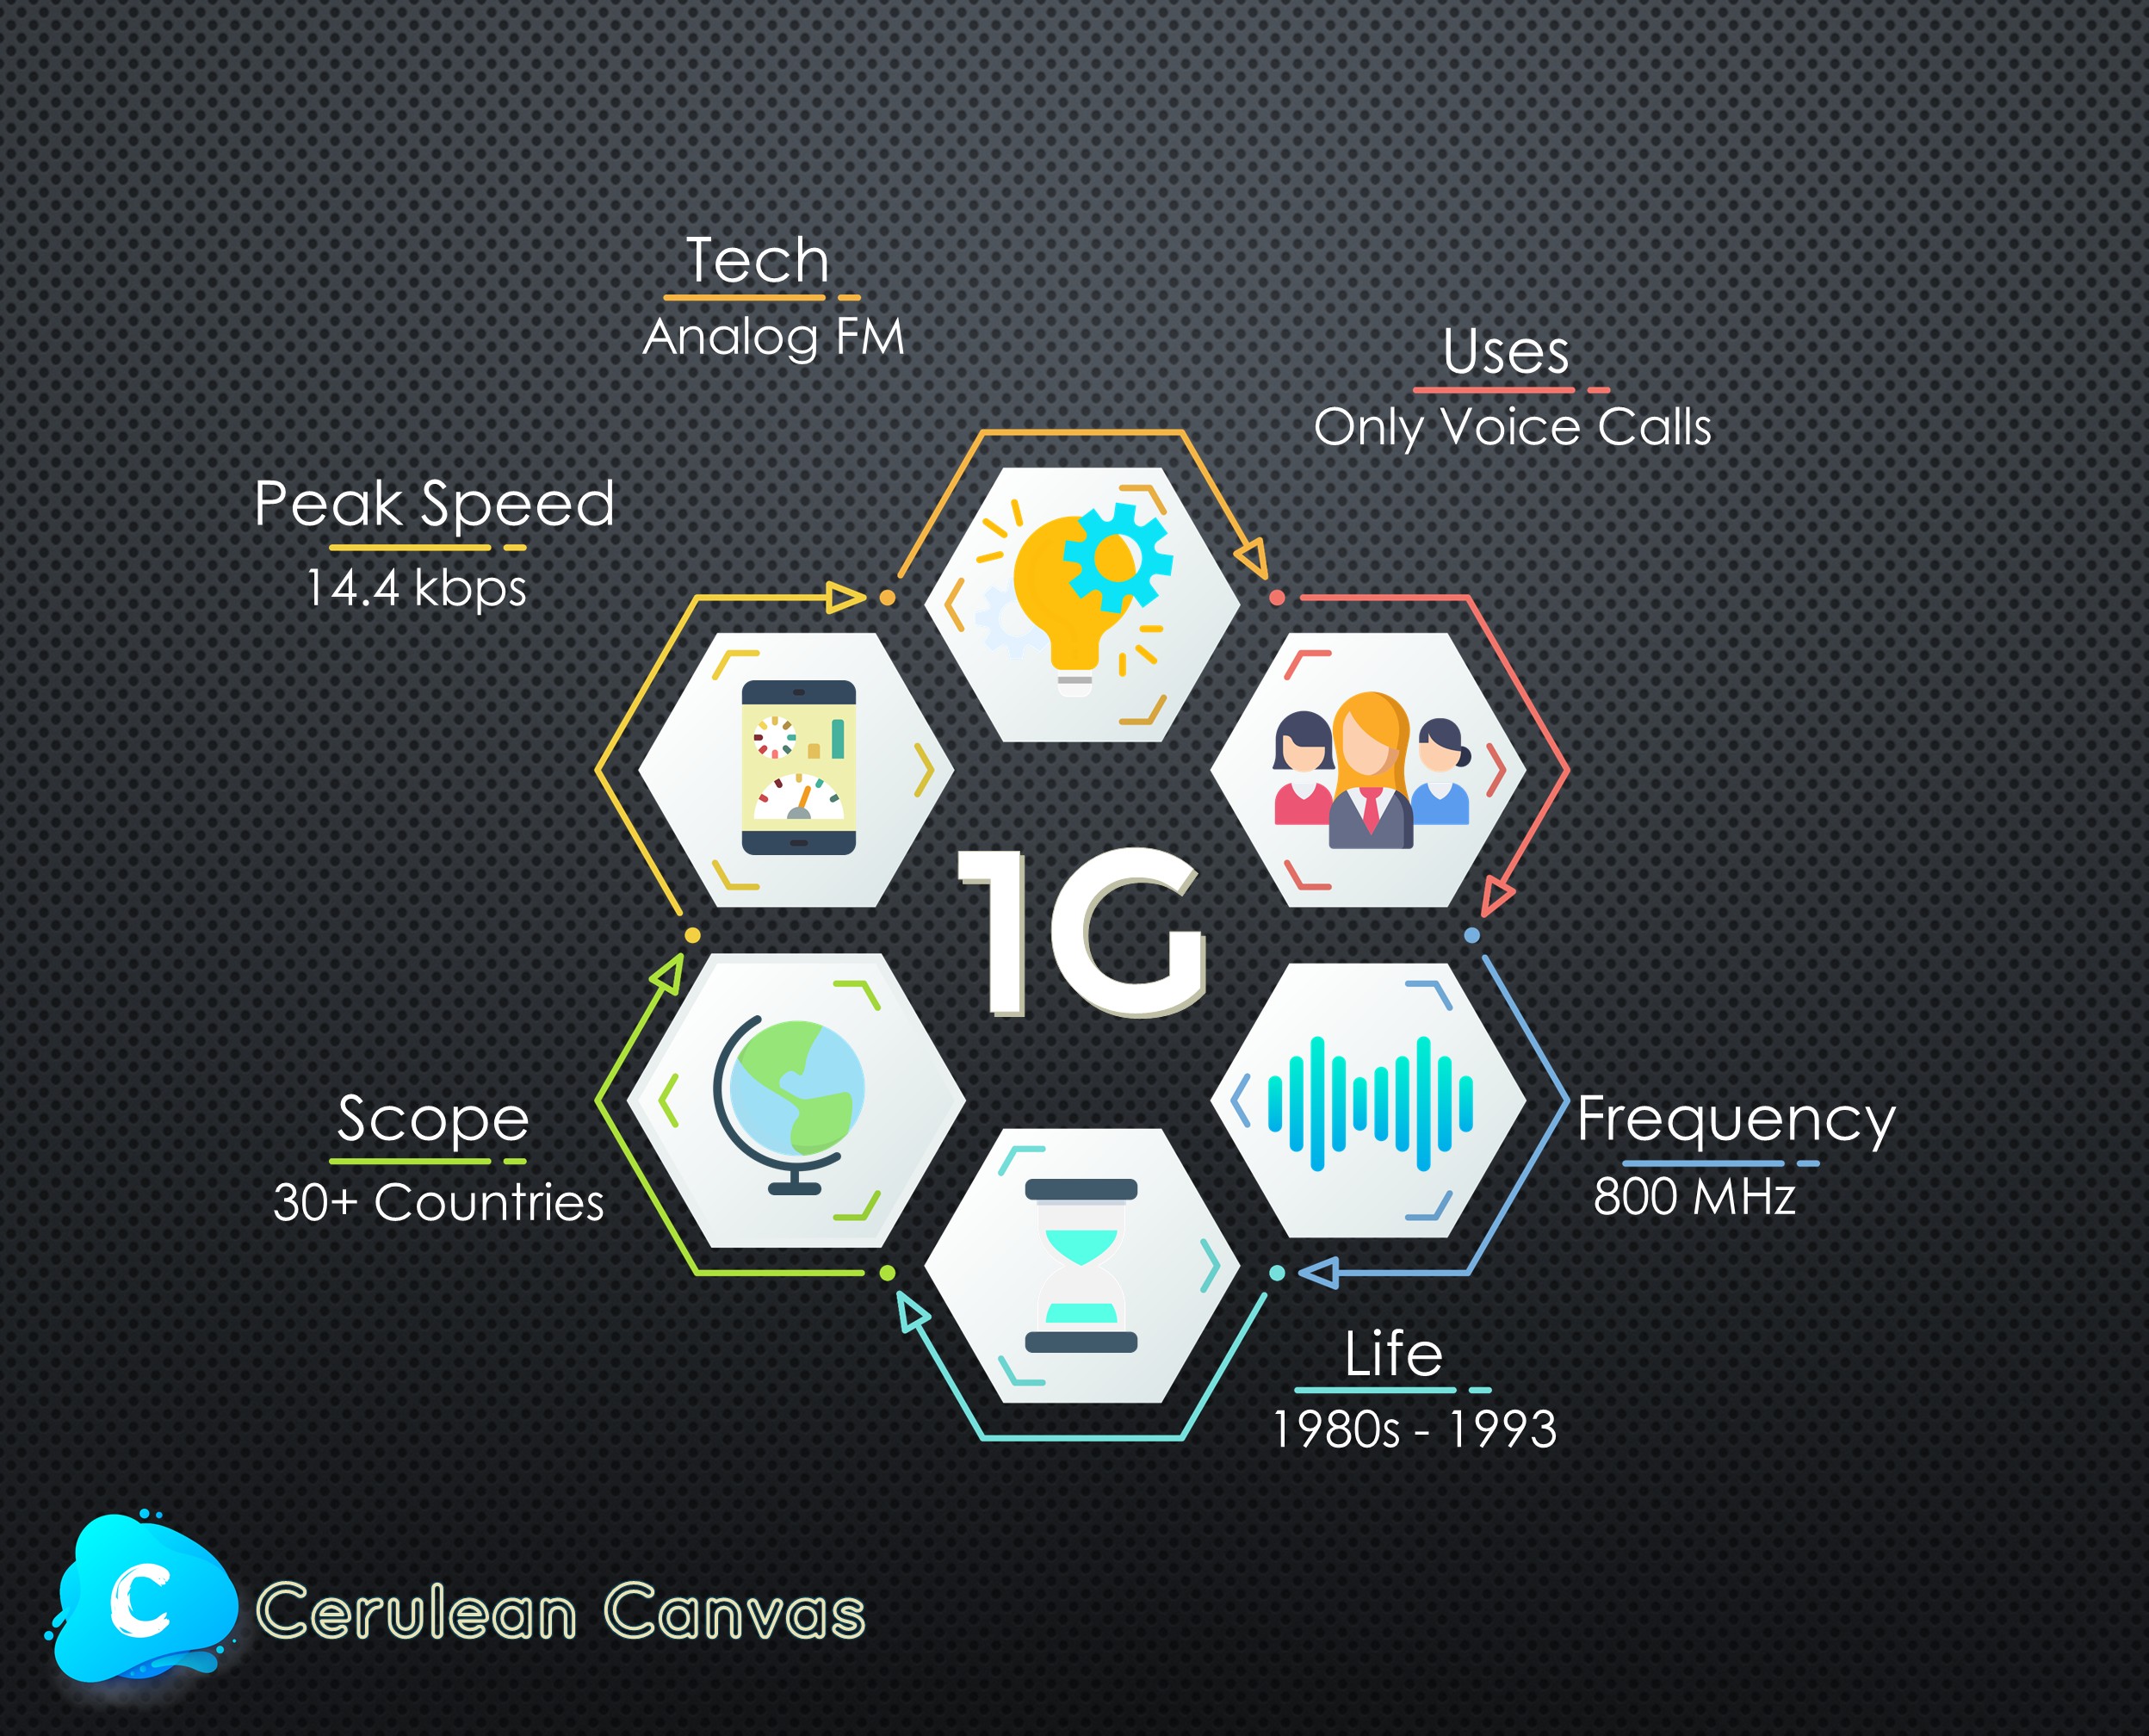 Tech
Analog FM
Uses
Only Voice Calls
Peak Speed
14.4 kbps
1G
Scope
30+ Countries
Frequency
800 MHz
Life
1980s - 1993
C
Cerulean Canvas